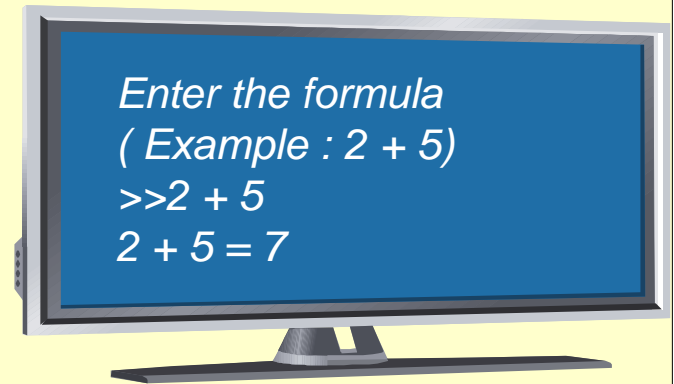 Enter the formula
( Example : 2 + 5)
>>2 + 5
2 + 5 = 7